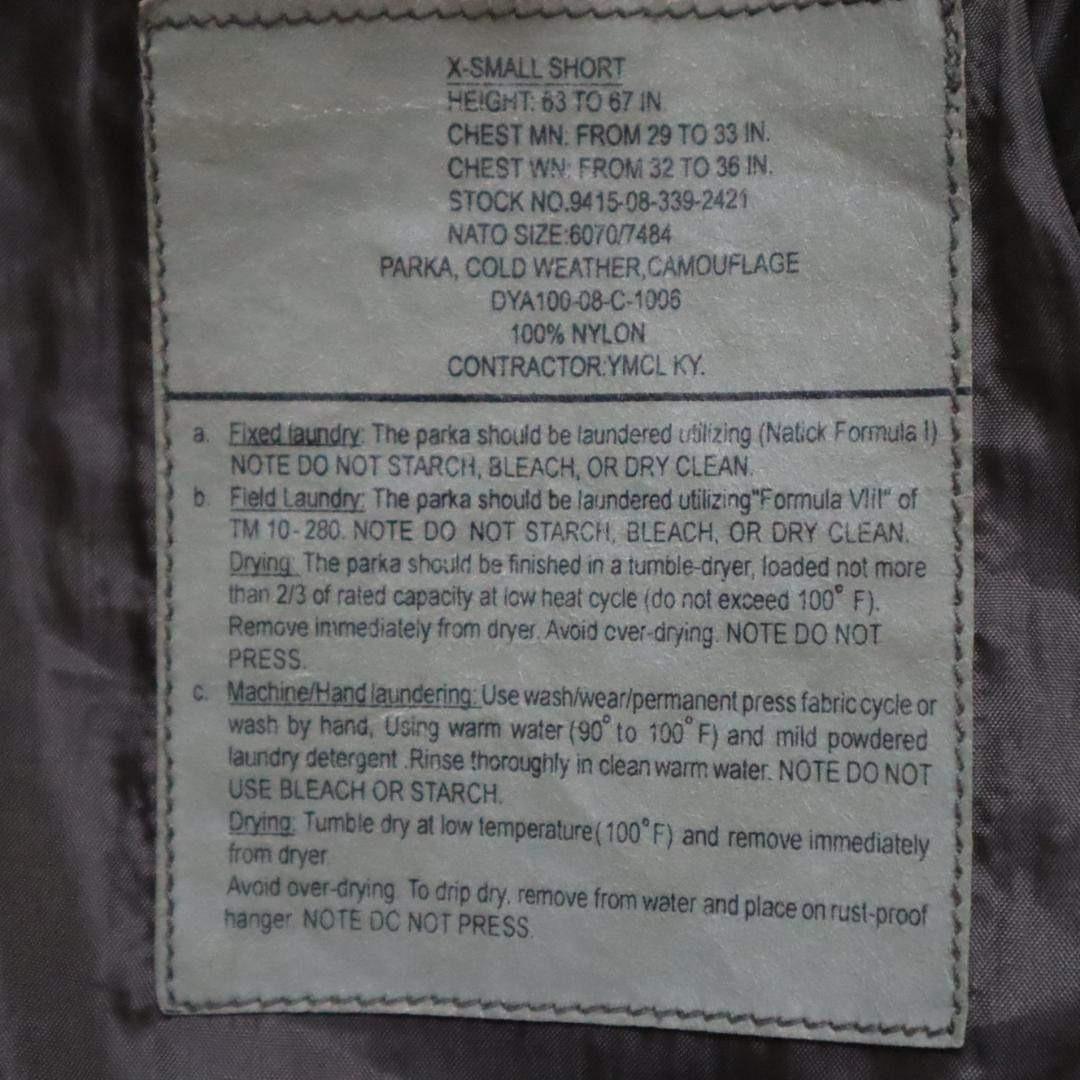 X-SMALL SHORT
HEIGHT: 63 TO 67 IN
CHEST MN. FROM 29 TO 33 IN.
CHEST WN: FROM 32 TO 36 IN.
STOCK NO.9415-08-339-2421
NATO SIZE:6070/7484
PARKA, COLD WEATHER,CAMOUFLAGE
DYA100-08-C-1006
100% NYLON
CONTRACTOR:YMCL KY.
a. Fixed laundry: The parka should be laundered utilizing (Natick Formula I)
NOTE DO NOT STARCH, BLEACH, OR DRY CLEAN.
b. Field Laundry: The parka should be laundered utilizing"Formula VIII" of
TM 10-280. NOTE DO NOT STARCH, BLEACH, OR DRY CLEAN.
Drying: The parka should be finished in a tumble-dryer, loaded not more
than 2/3 of rated capacity at low heat cycle (do not exceed 100° F).
Remove immediately from dryer. Avoid over-drying. NOTE DO NOT
PRESS.
c. Machine/Hand laundering: Use wash/wear/permanent press fabric cycle or
wash by hand, Using warm water (90° to 100° F) and mild powdered
laundry detergent .Rinse thoroughly in clean warm water. NOTE DO NOT
USE BLEACH OR STARCH.
Drying: Tumble dry at low temperature(100°F) and remove immediately
from dryer
Avoid over-drying. To drip dry, remove from water and place on rust-proof
hanger. NOTE DO NOT PRESS.